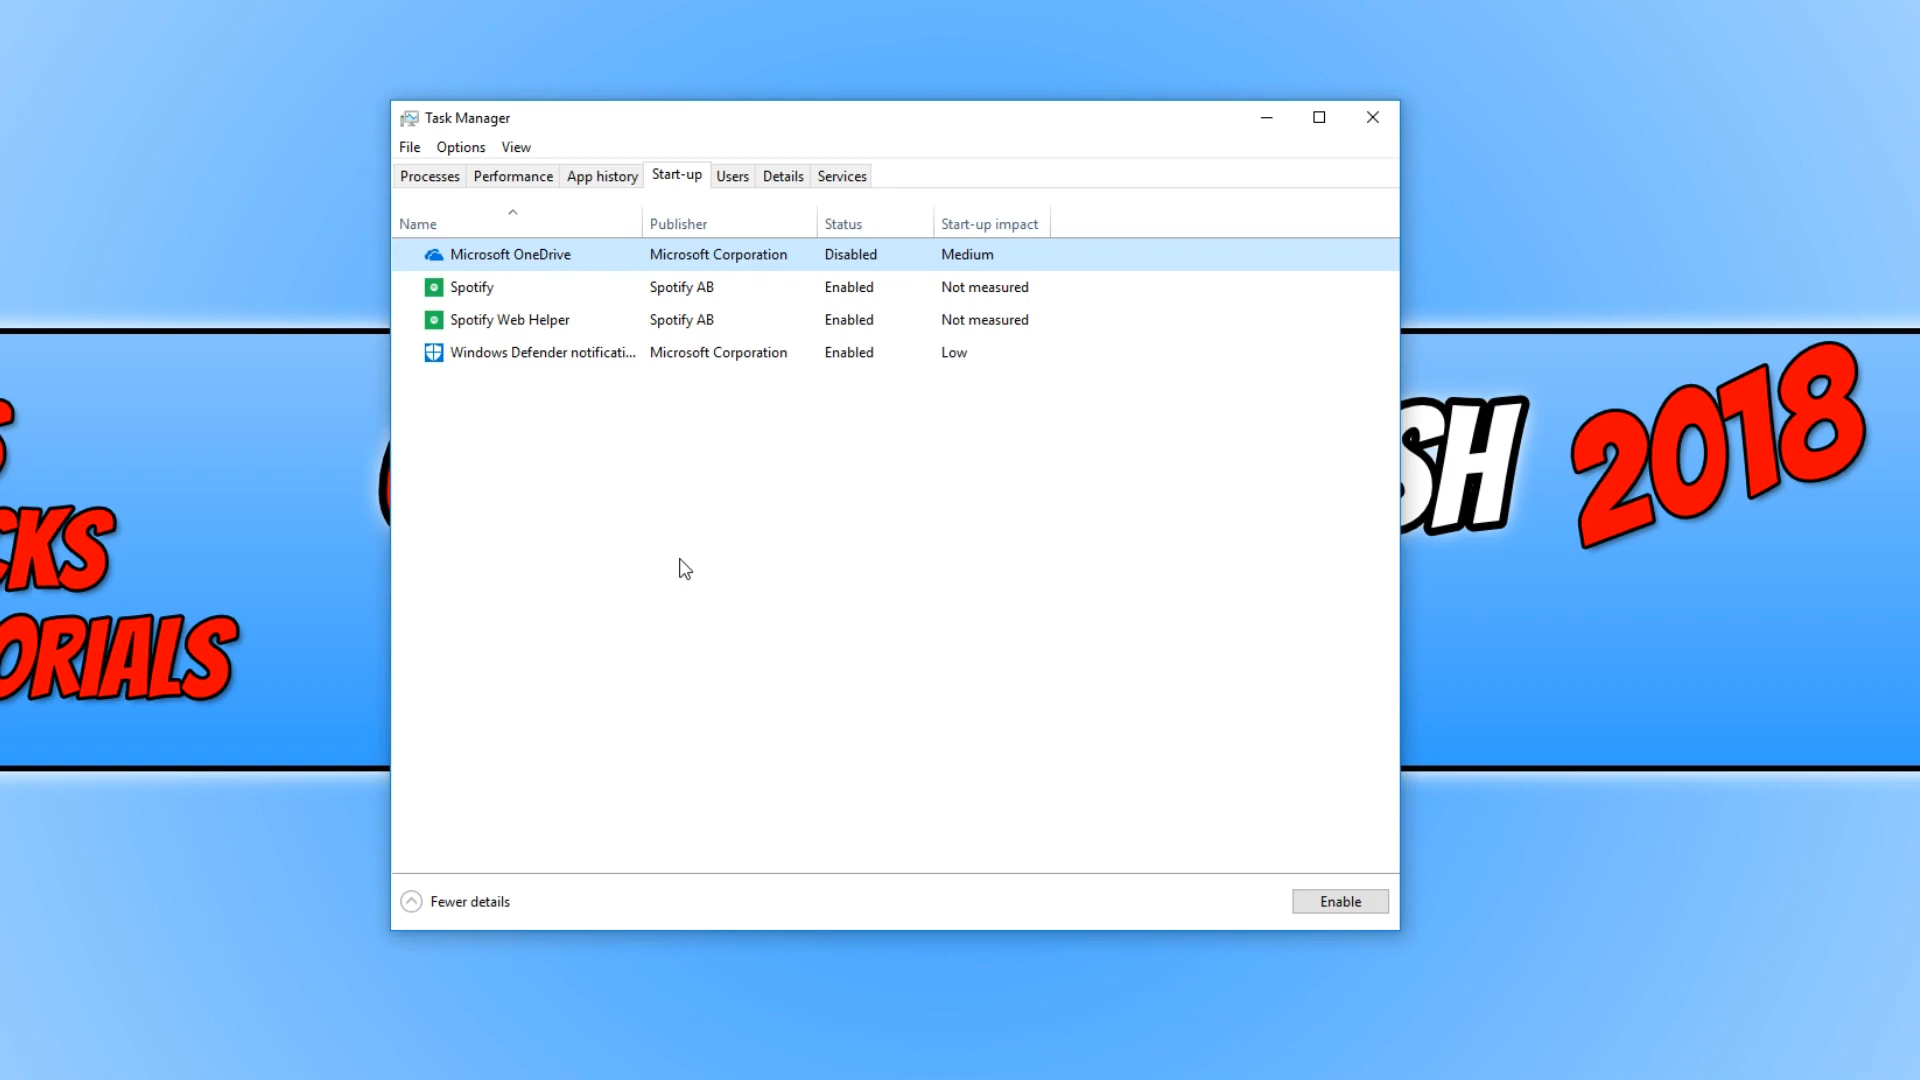 Task Manager
File Options View
Processes Performance App history Start-up Users Details Services
Name Publisher Status Start-up impact
Microsoft OneDrive Microsoft Corporation Disabled Medium
Spotify Spotify AB Enabled Not measured
Spotify Web Helper Spotify AB Enabled Not measured
Windows Defender notificati... Microsoft Corporation Enabled Low
SH 2018
CKS
ORIALS
Fewer details Enable